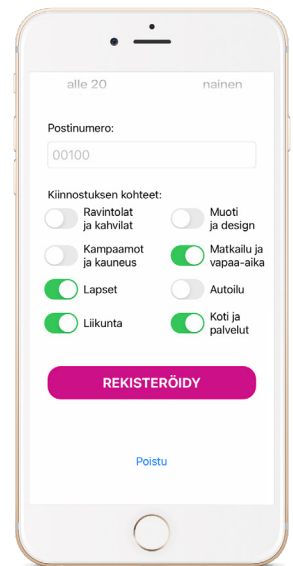 alle 20 nainen
Postinumero:
00100
Kiinnostuksen kohteet:
Ravintolat
ja kahvilat
Muoti
ja design
Kampaamot
ja kauneus
Matkailu ja
vapaa-aika
Lapset
Autoilu
Liikunta
Koti ja
palvelut
REKISTERÖIDY
Poistu